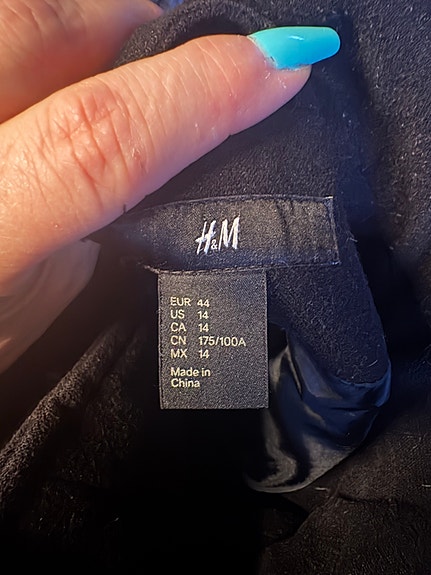 H&M
EUR 44
US 14
CA 14
CN 175/100A
MX 14
Made in
China